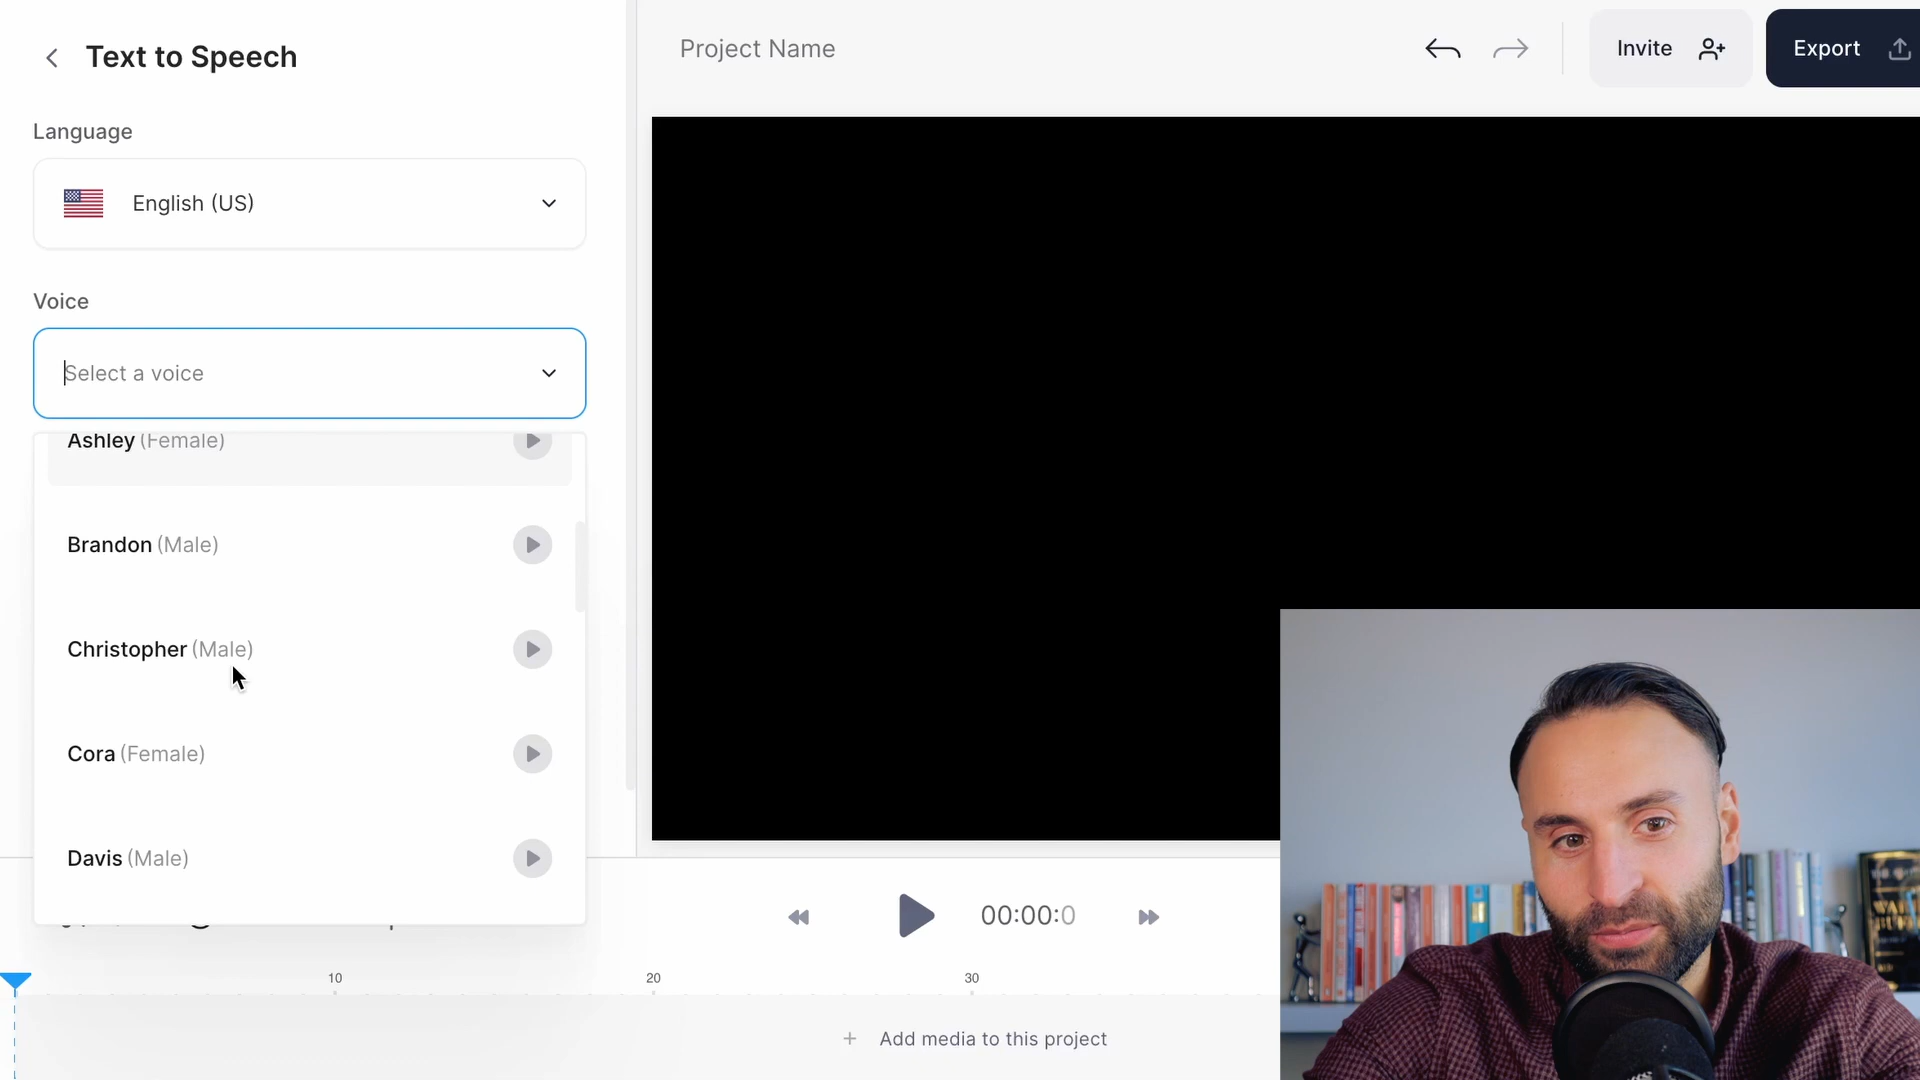 Text to Speech
Project Name
Invite
Export
Language
English (US)
Voice
Select a voice
Ashley (Female)
Brandon (Male)
Christopher (Male)
Cora (Female)
Davis (Male)
00:00:0
10
20
30
+ Add media to this project